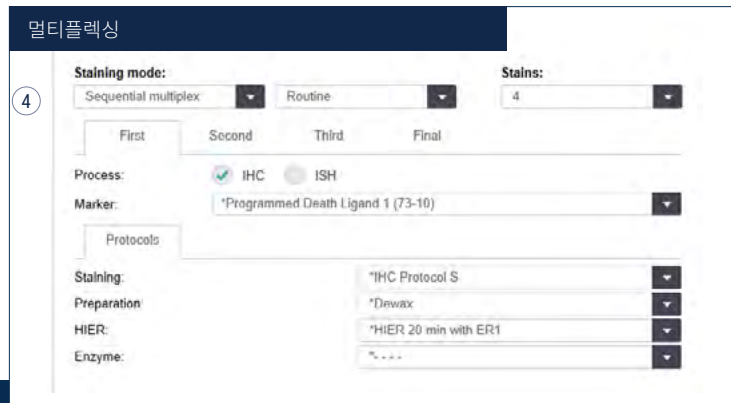 멀티플렉싱
Staining mode: Stains:
4 Sequential multiplex Routine 4
First Second Third Final
Process: IHC ISH
Marker: *Programmed Death Ligand 1 (73-10)
Protocols
Staining: *IHC Protocol S
Preparation *Dewax
HIER: *HIER 20 min with ER1
Enzyme: *- - - -